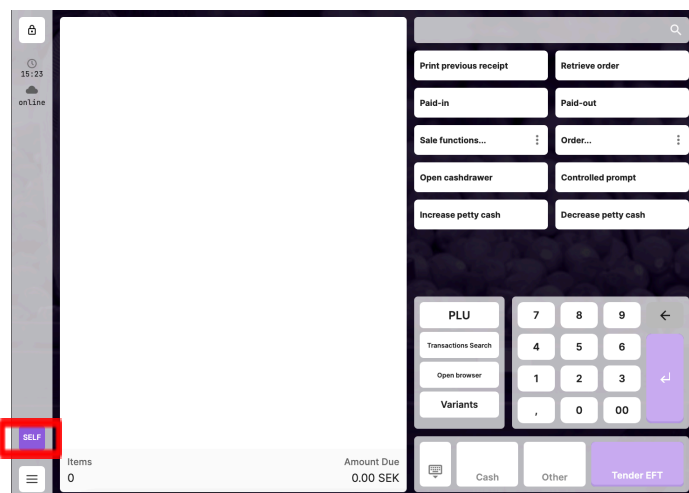 15:23
online
SELF
Items
0
Amount Due
0.00 SEK
Print previous receipt
Retrieve order
Paid-in
Paid-out
Sale functions...
Order...
Open cashdrawer
Controlled prompt
Increase petty cash
Decrease petty cash
PLU
Transactions Search
Open browser
Variants
7 8 9
4 5 6
1 2 3
, 0 00
Cash
Other
Tender EFT